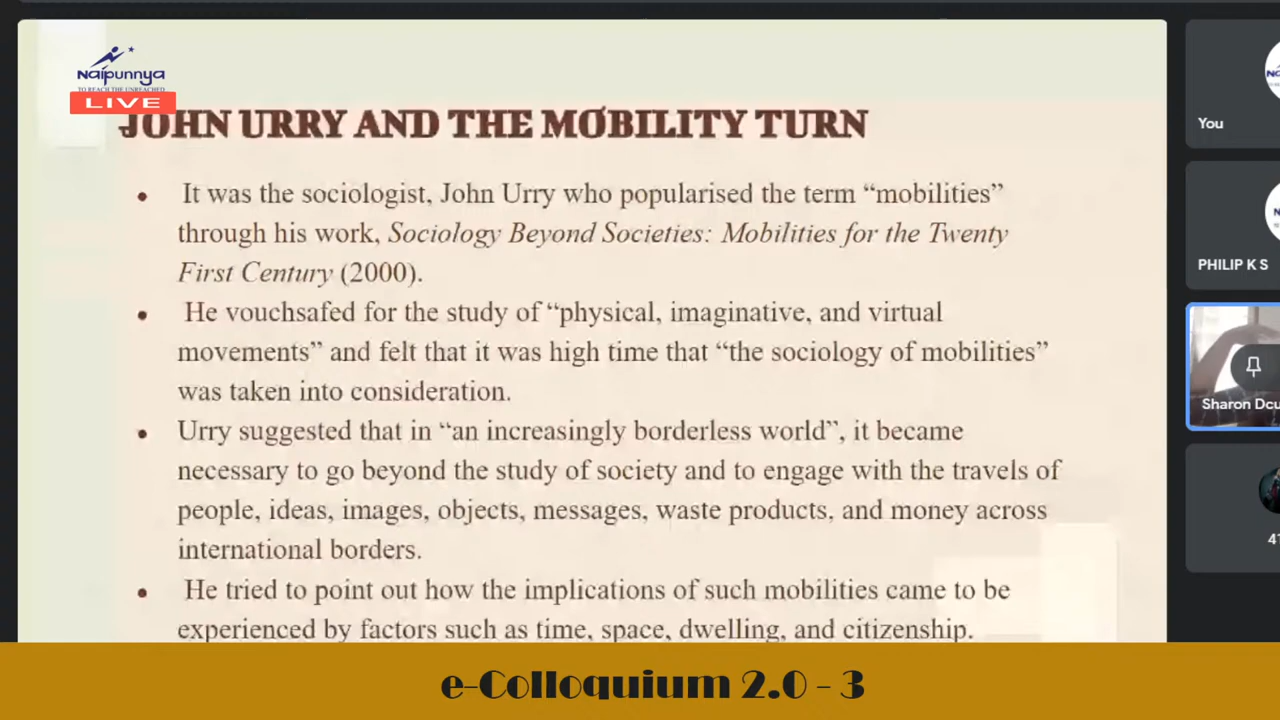 Naipunnya
TO REACH THE UNREACHED
LIVE
JOHN URRY AND THE MOBILITY TURN
• It was the sociologist, John Urry who popularised the term “mobilities”
through his work, Sociology Beyond Societies: Mobilities for the Twenty
First Century (2000).
• He vouchsafed for the study of “physical, imaginative, and virtual
movements” and felt that it was high time that “the sociology of mobilities”
was taken into consideration.
• Urry suggested that in “an increasingly borderless world”, it became
necessary to go beyond the study of society and to engage with the travels of
people, ideas, images, objects, messages, waste products, and money across
international borders.
• He tried to point out how the implications of such mobilities came to be
experienced by factors such as time, space, dwelling, and citizenship.
You
PHILIP K S
Sharon Dcu
41
e-Colloquium 2.0 - 3